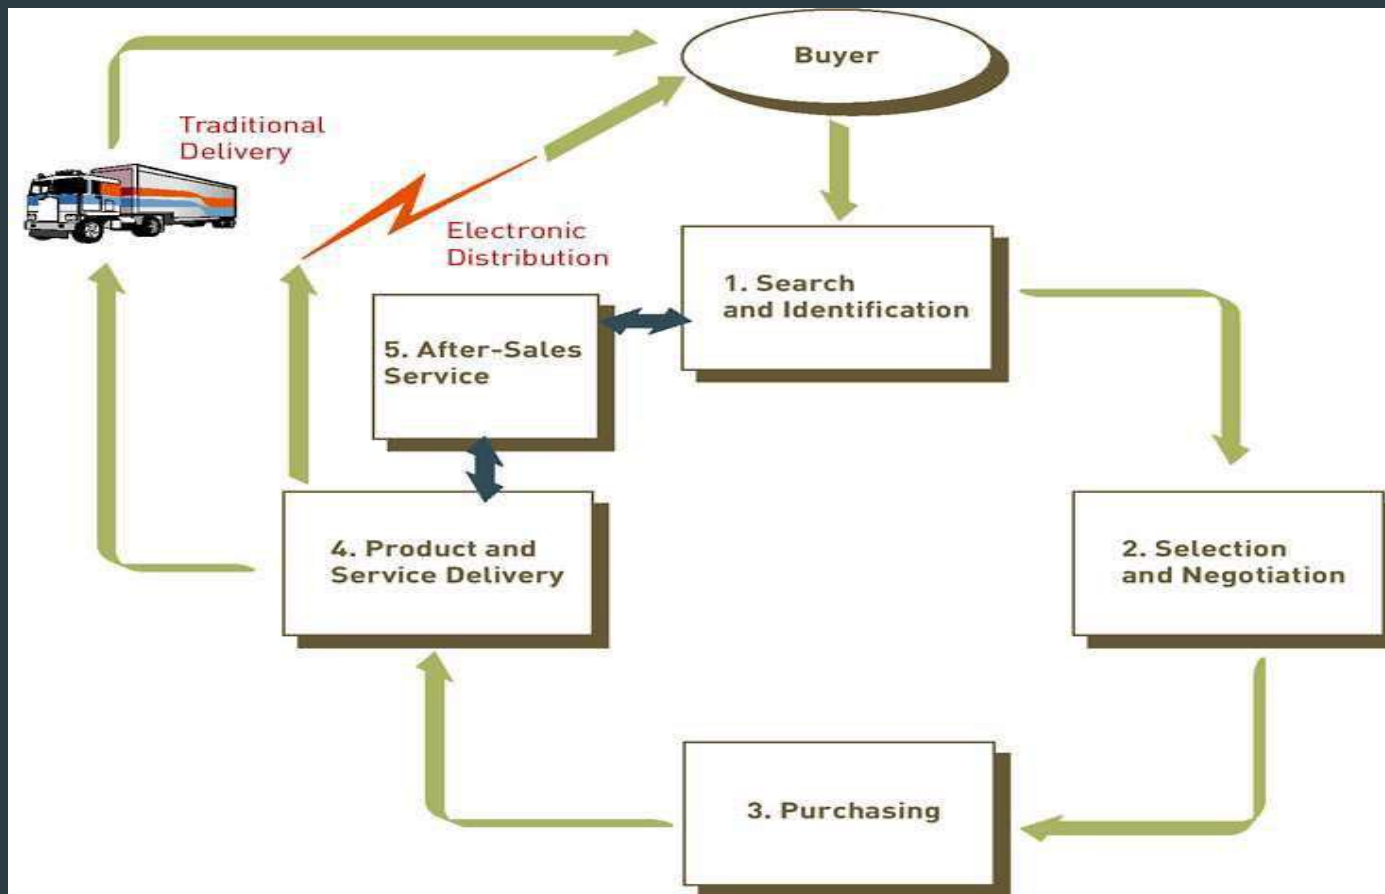 Buyer
Traditional
Delivery
Electronic
Distribution
1. Search
and Identification
5. After-Sales
Service
4. Product and
Service Delivery
2. Selection
and Negotiation
3. Purchasing